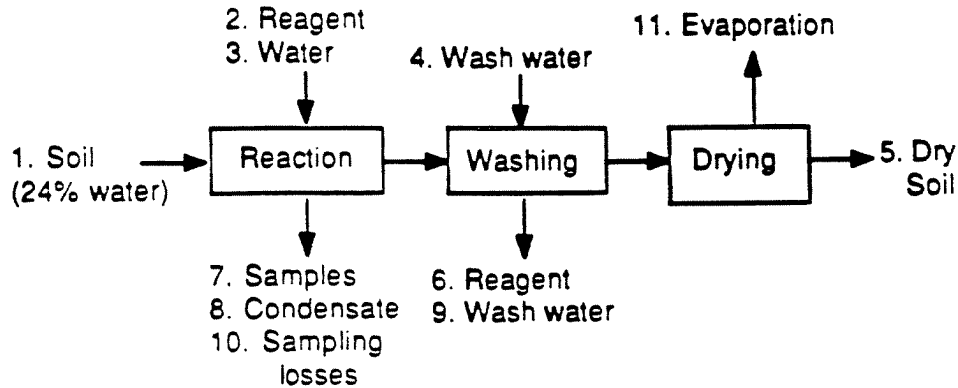 2. Reagent
3. Water
4. Wash water
11. Evaporation
1. Soil
(24% water)
Reaction
Washing
Drying
5. Dry
Soil
7. Samples
8. Condensate
10. Sampling
losses
6. Reagent
9. Wash water